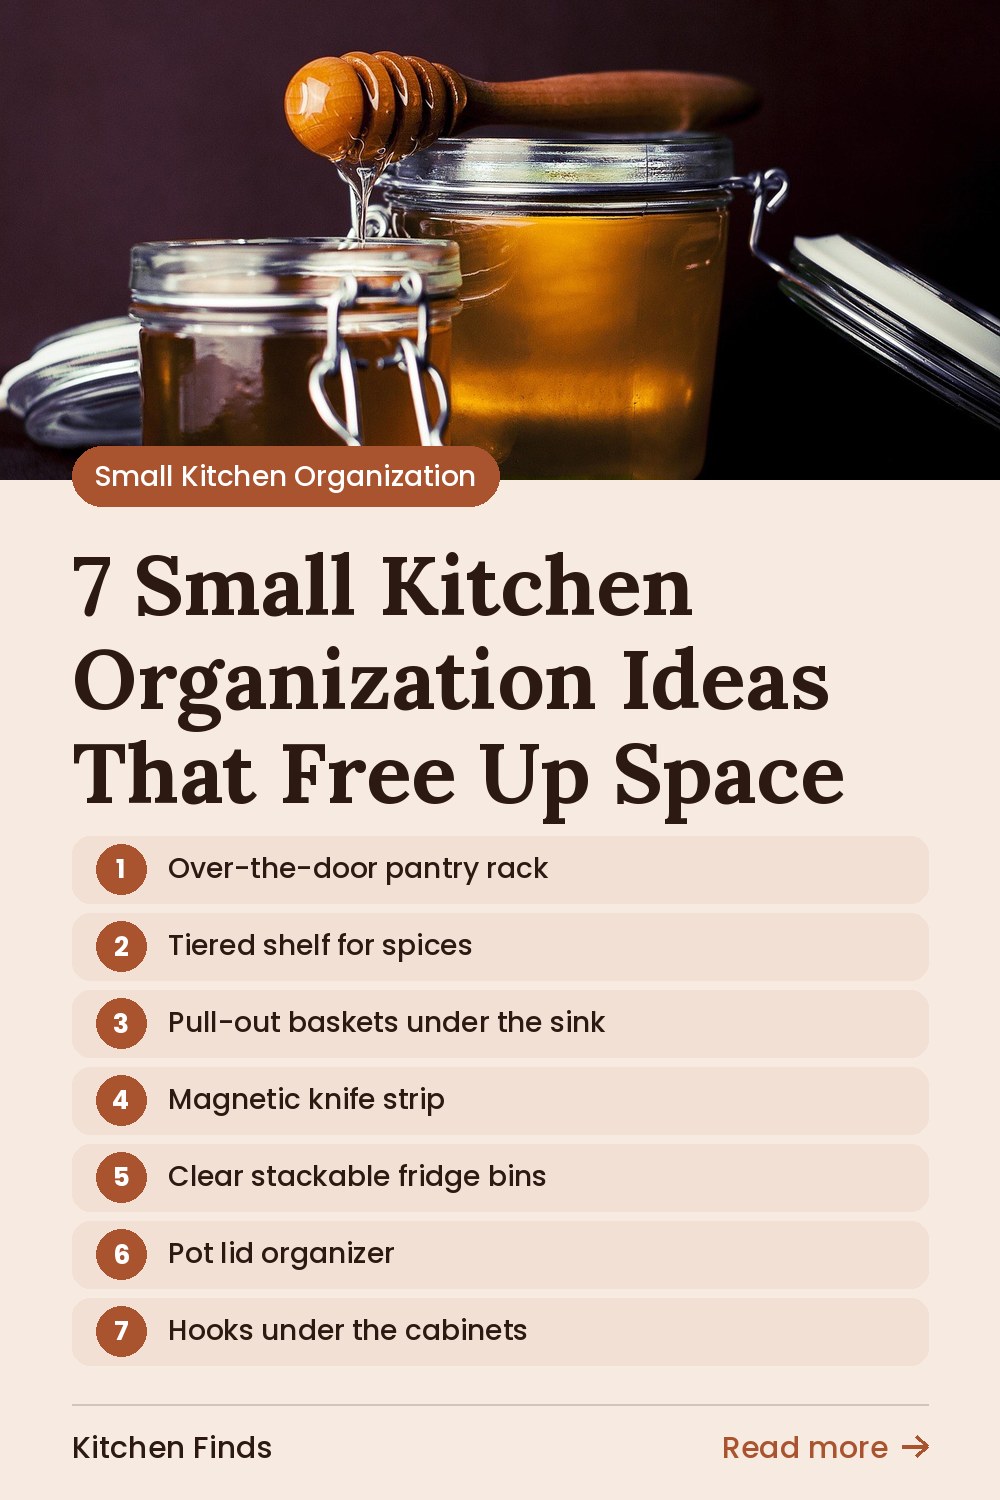 Small Kitchen Organization
7 Small Kitchen
Organization Ideas
That Free Up Space
1 Over-the-door pantry rack
2 Tiered shelf for spices
3 Pull-out baskets under the sink
4 Magnetic knife strip
5 Clear stackable fridge bins
6 Pot lid organizer
7 Hooks under the cabinets
Kitchen Finds
Read more →